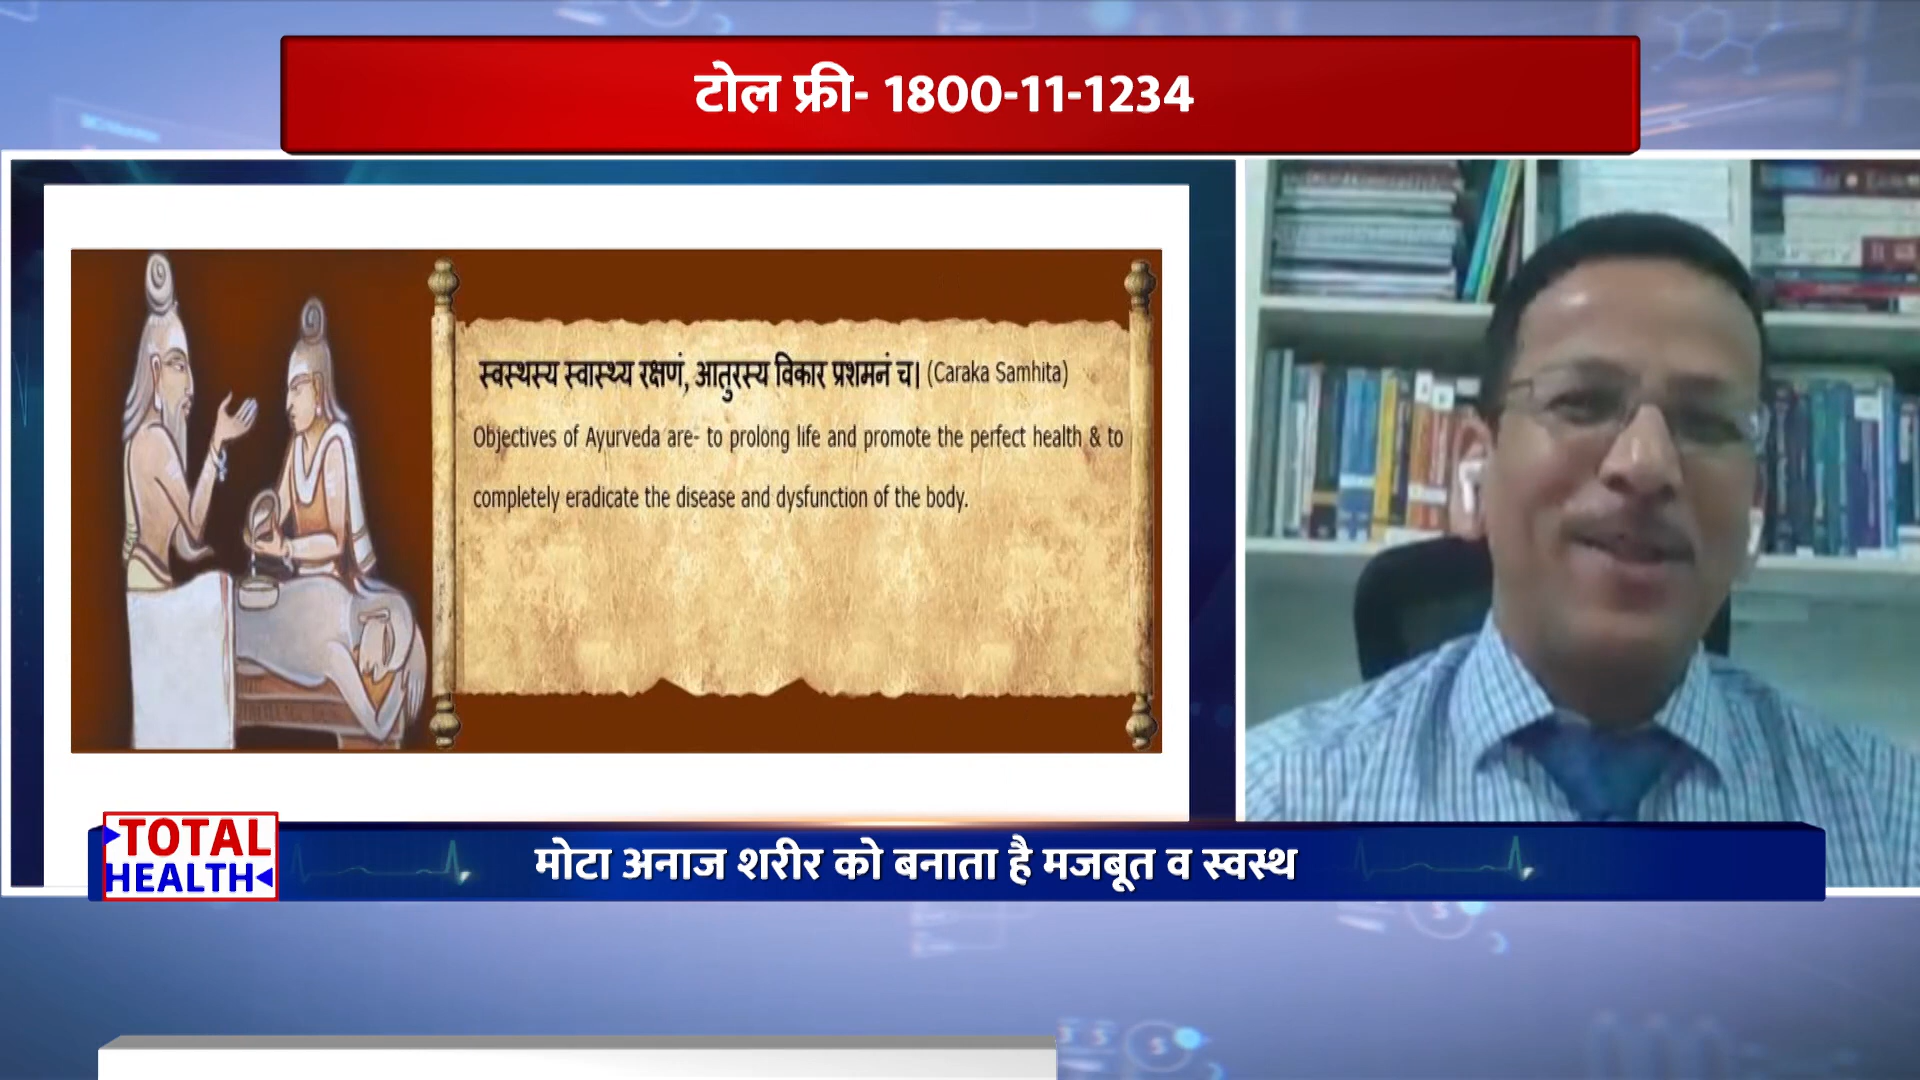 टोल फ्री- 1800-11-1234
स्वस्थस्य स्वास्थ्य रक्षणं, आतुरस्य विकार प्रशमनं च। (Caraka Samhita)
Objectives of Ayurveda are- to prolong life and promote the perfect health & to
completely eradicate the disease and dysfunction of the body.
TOTAL
HEALTH
मोटा अनाज शरीर को बनाता है मजबूत व स्वस्थ